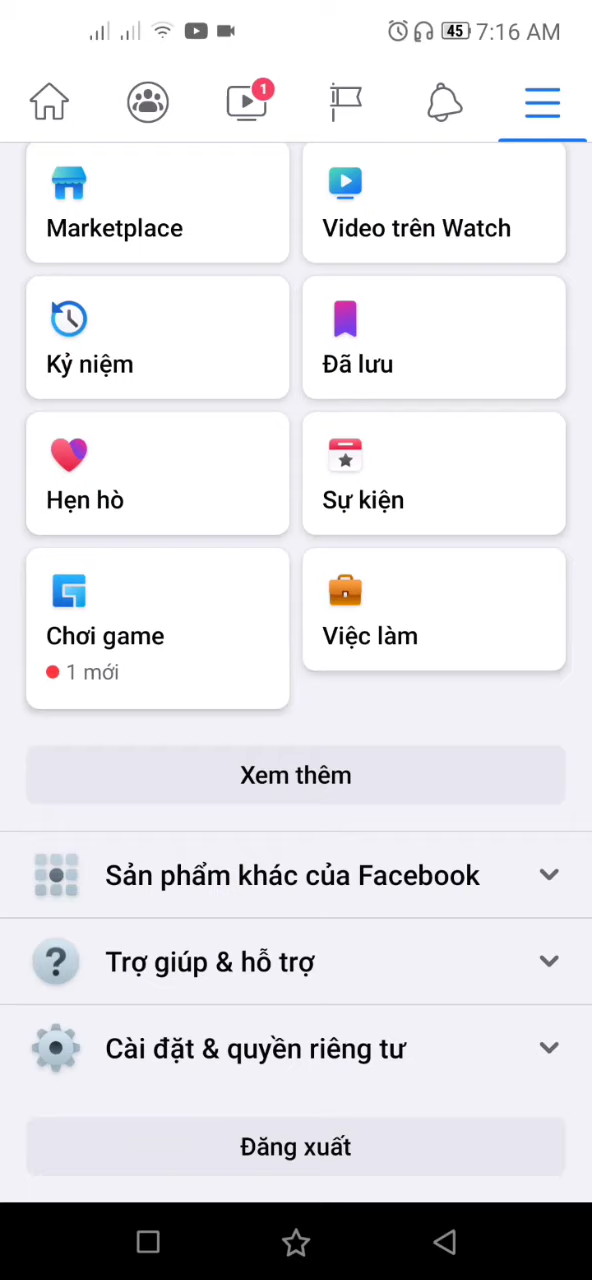 45 7:16 AM
1
Marketplace
Video trên Watch
Kỷ niệm
Đã lưu
Hẹn hò
Sự kiện
Chơi game
1 mới
Việc làm
Xem thêm
Sản phẩm khác của Facebook
Trợ giúp & hỗ trợ
Cài đặt & quyền riêng tư
Đăng xuất